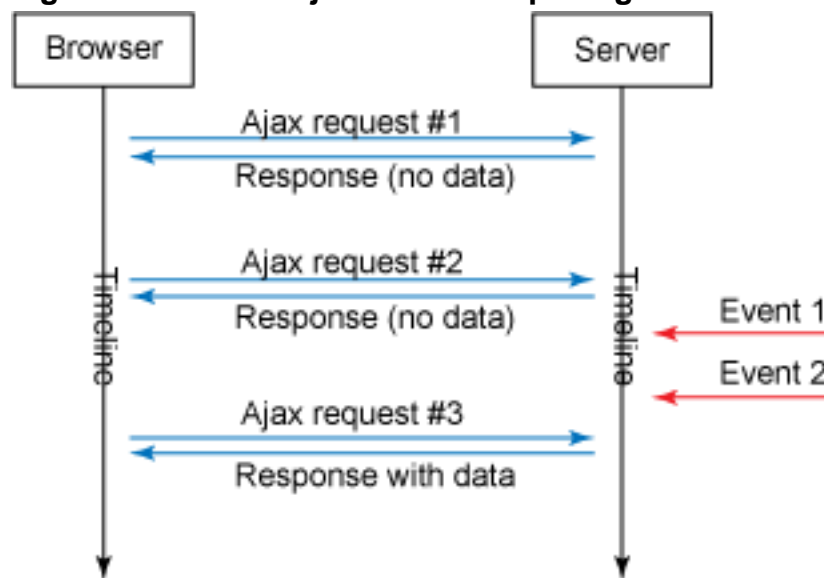 Browser
Server
Ajax request #1
Response (no data)
Ajax request #2
Response (no data)
Timeline
Timeline
Event 1
Event 2
Ajax request #3
Response with data